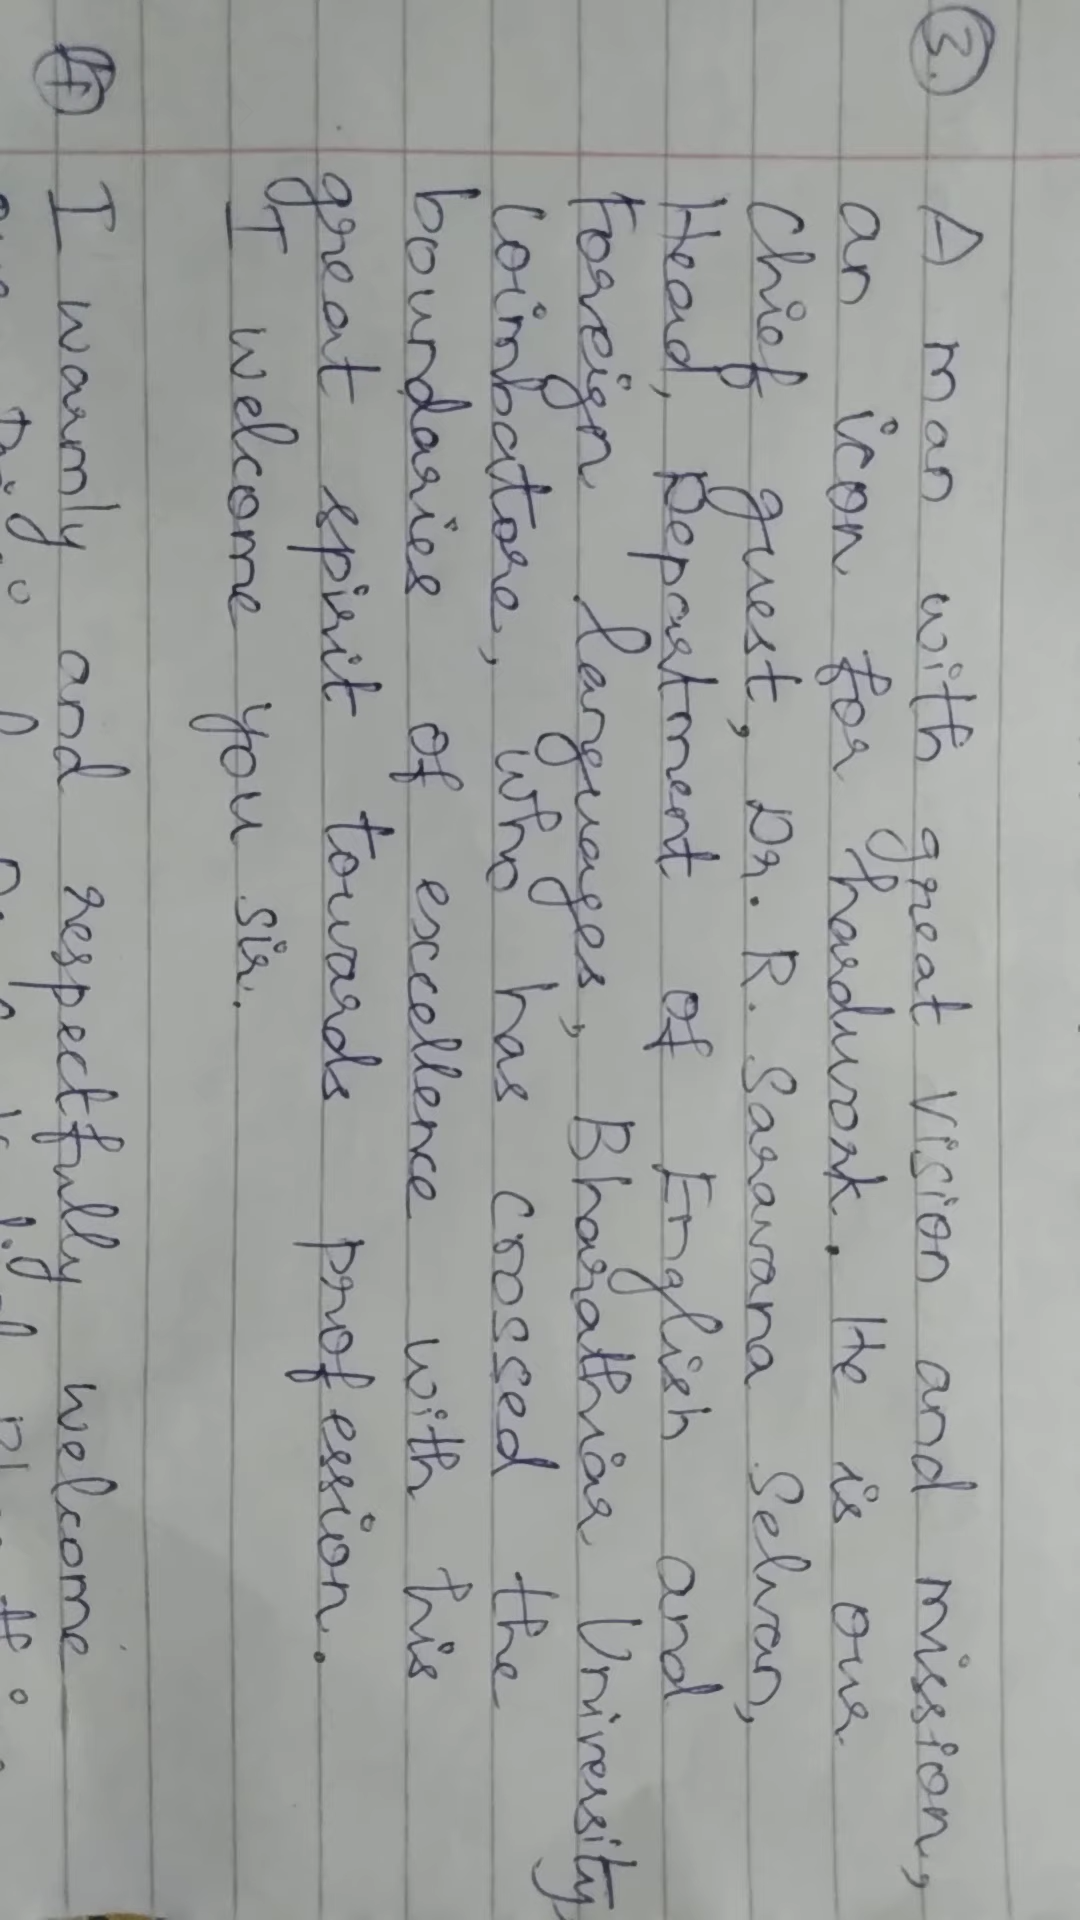 3. A man with great vision and mission,
an icon for hardwork. He is our
Chief guest, Dr. R. Saravana Selvan,
Head, Department of English and
Foreign languages, Bharathiar University,
Coimbatore, who has crossed the
boundaries of excellence with his
great spirit towards profession.
I welcome you sir.
4 I warmly and respectfully welcome